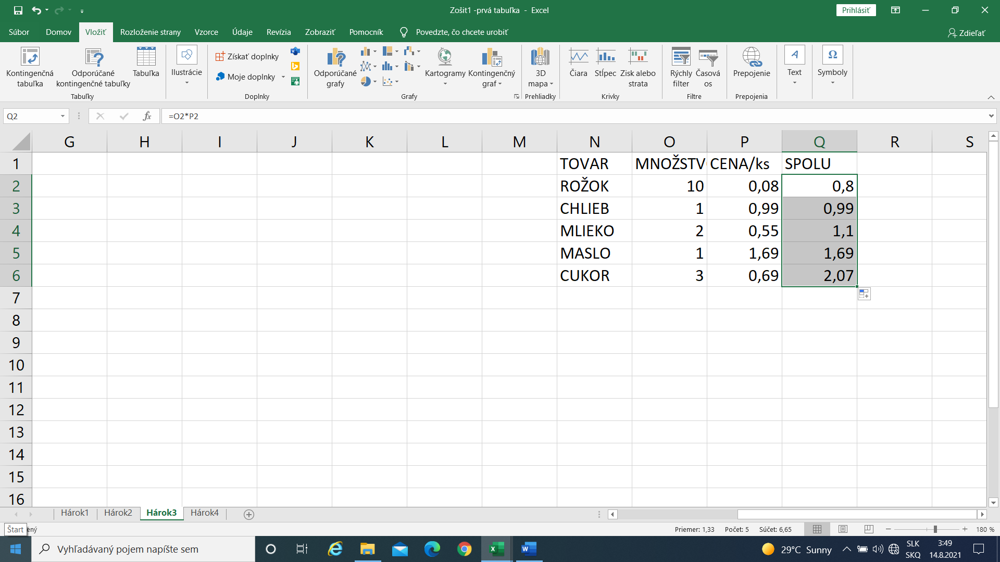 Zošit1 -prvá tabuľka - Excel
Prihlásiť
Súbor Domov Vložiť Rozloženie strany Vzorce Údaje Revízia Zobraziť Pomocník Povedzte, čo chcete urobiť Zdieľať
Kontingenčná tabuľka
Odporúčané kontingenčné tabuľky
Tabuľka
Ilustrácie
Získať doplnky
Moje doplnky
Odporúčané grafy
Kartogramy
Kontingenčný graf
3D mapa
Čiara
Stĺpec
Zisk alebo strata
Rýchly filter
Časová os
Prepojenie
Text
Symboly
Tabuľky Doplnky Grafy Prehliadky Krivky Filtre Prepojenia
Q2 fx =O2*P2
G H I J K L M N O P Q R S
1 TOVAR MNOŽSTV CENA/ks SPOLU
2 ROŽOK 10 0,08 0,8
3 CHLIEB 1 0,99 0,99
4 MLIEKO 2 0,55 1,1
5 MASLO 1 1,69 1,69
6 CUKOR 3 0,69 2,07
7
8
9
10
11
12
13
14
15
16
Hárok1 Hárok2 Hárok3 Hárok4
Štart ený Priemer: 1,33 Počet: 5 Súčet: 6,65 180 %
Vyhľadávaný pojem napíšte sem
29°C Sunny
SLK
SKQ
3:49
14.8.2021